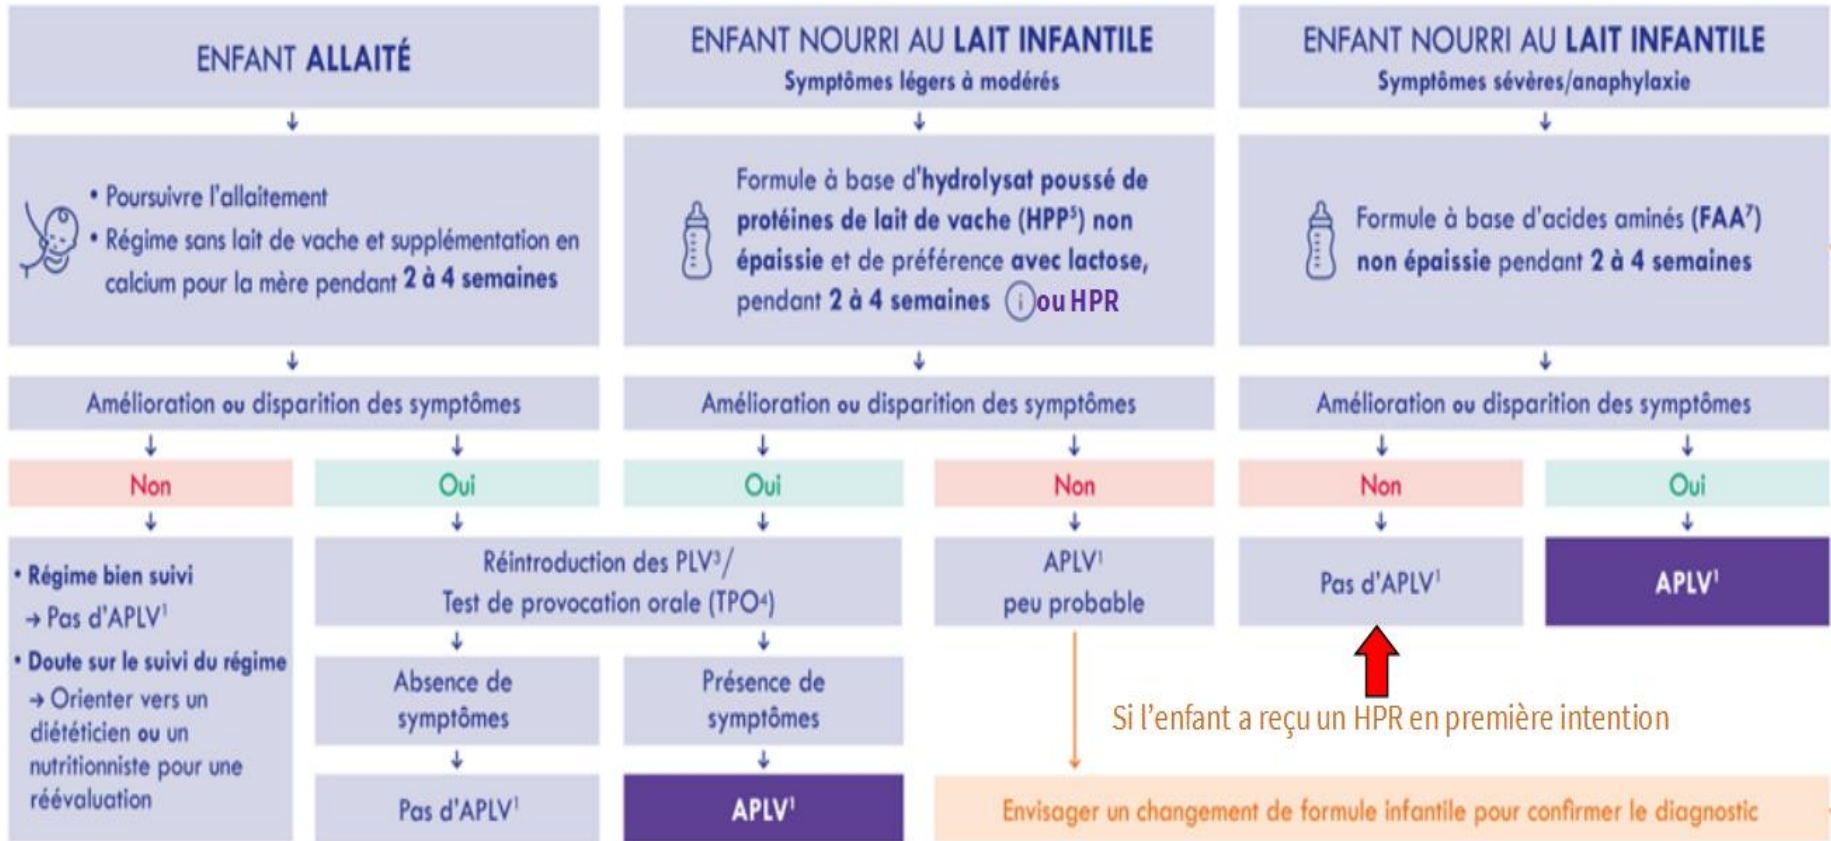 ENFANT ALLAITÉ
• Poursuivre l'allaitement
• Régime sans lait de vache et supplémentation en
calcium pour la mère pendant 2 à 4 semaines
Amélioration ou disparition des symptômes
Non
Oui
• Régime bien suivi
→ Pas d'APLV¹
• Doute sur le suivi du régime
→ Orienter vers un
diététicien ou un
nutritionniste pour une
réévaluation
ENFANT NOURRI AU LAIT INFANTILE
Symptômes légers à modérés
Formule à base d'hydrolysat poussé de
protéines de lait de vache (HPP⁵) non
épaissie et de préférence avec lactose,
pendant 2 à 4 semaines i ou HPR
Amélioration ou disparition des symptômes
Oui
Non
Réintroduction des PLV³/
Test de provocation orale (TPO⁴)
Absence de
symptômes
Pas d'APLV¹
Présence de
symptômes
APLV¹
APLV¹
peu probable
ENFANT NOURRI AU LAIT INFANTILE
Symptômes sévères/anaphylaxie
Formule à base d'acides aminés (FAA⁷)
non épaissie pendant 2 à 4 semaines
Amélioration ou disparition des symptômes
Non
Oui
Pas d'APLV¹
APLV¹
Si l'enfant a reçu un HPR en première intention
Envisager un changement de formule infantile pour confirmer le diagnostic